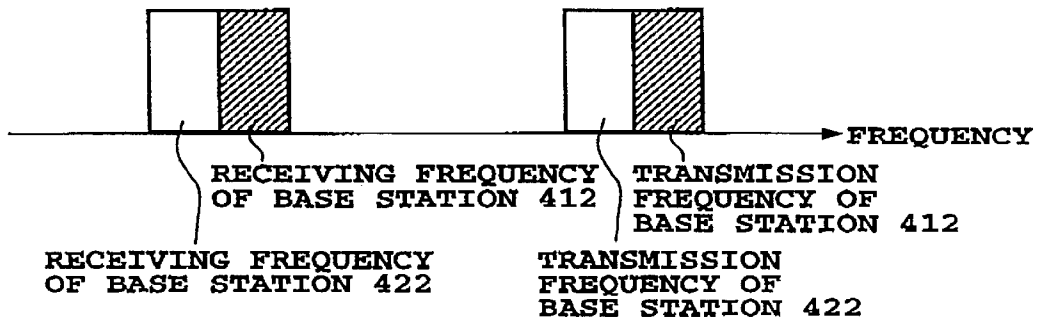 FREQUENCY
RECEIVING FREQUENCY
OF BASE STATION 412
TRANSMISSION
FREQUENCY OF
BASE STATION 412
RECEIVING FREQUENCY
OF BASE STATION 422
TRANSMISSION
FREQUENCY OF
BASE STATION 422